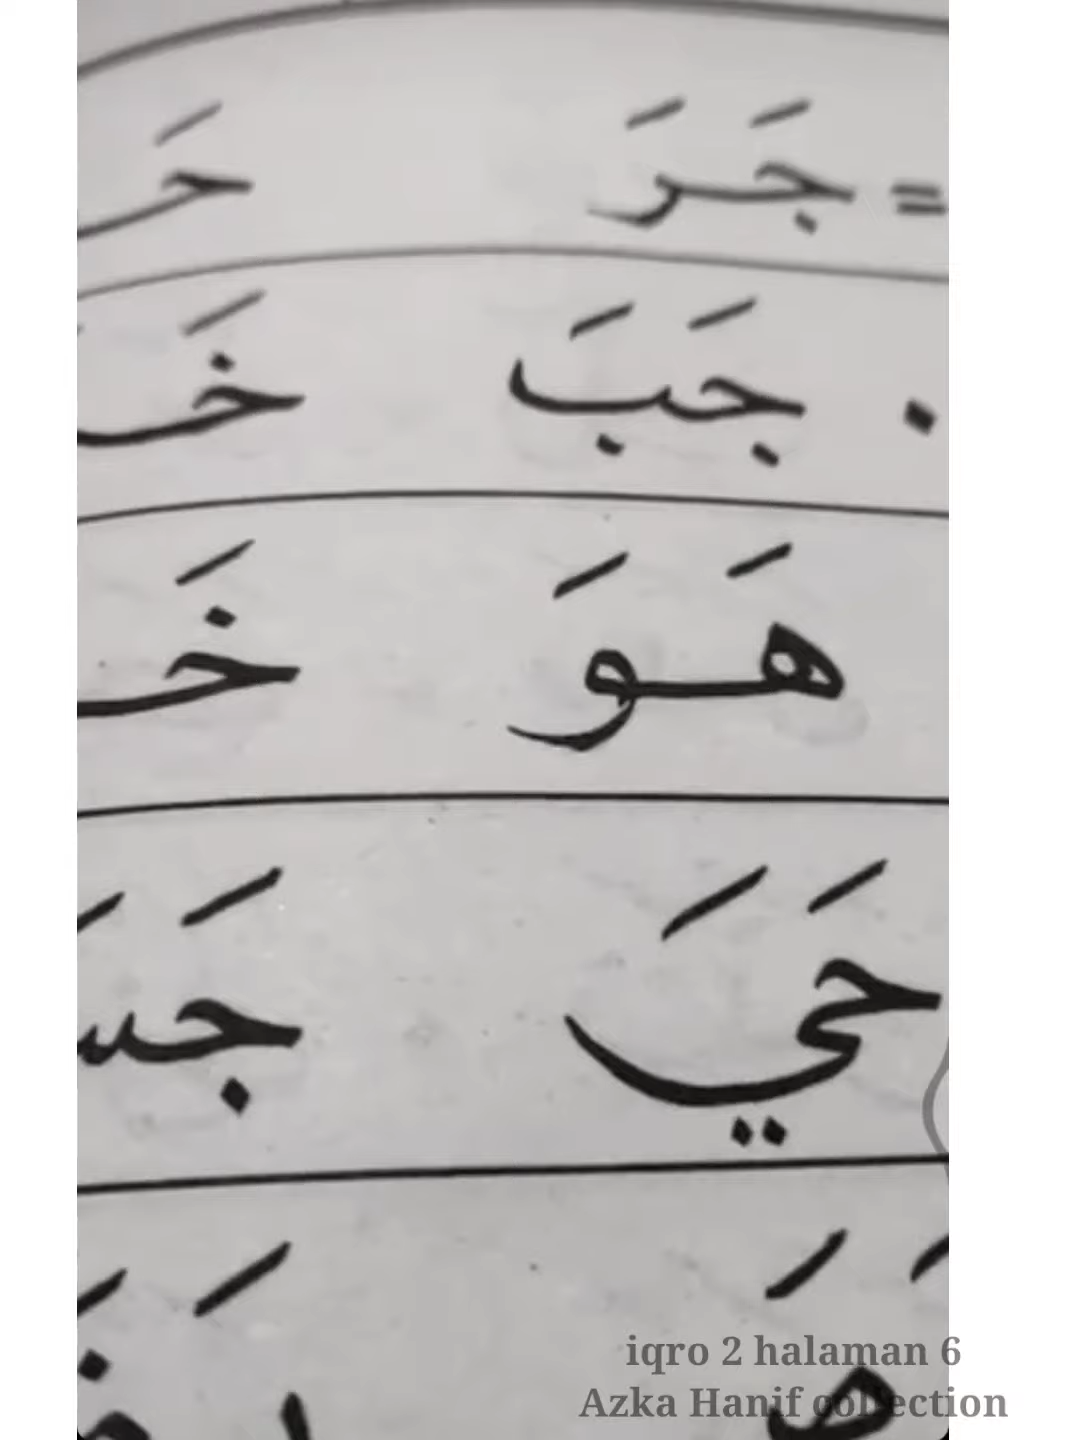 = جَرَ حَـ
جَبَ خَـ
هَوَ خَـ
حَيَ جَسَـ
iqro 2 halaman 6
Azka Hanif collection